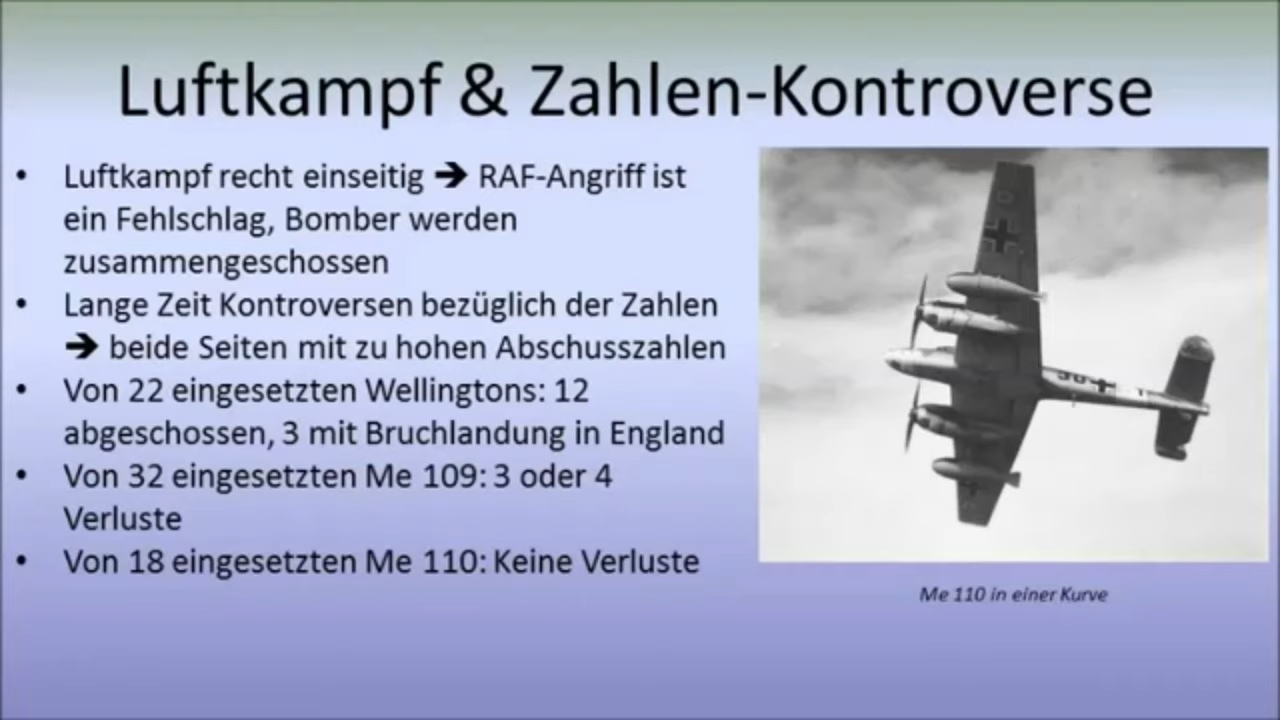 Luftkampf & Zahlen-Kontroverse
• Luftkampf recht einseitig ➔ RAF-Angriff ist
ein Fehlschlag, Bomber werden
zusammengeschossen
• Lange Zeit Kontroversen bezüglich der Zahlen
➔ beide Seiten mit zu hohen Abschusszahlen
• Von 22 eingesetzten Wellingtons: 12
abgeschossen, 3 mit Bruchlandung in England
• Von 32 eingesetzten Me 109: 3 oder 4
Verluste
• Von 18 eingesetzten Me 110: Keine Verluste
Me 110 in einer Kurve